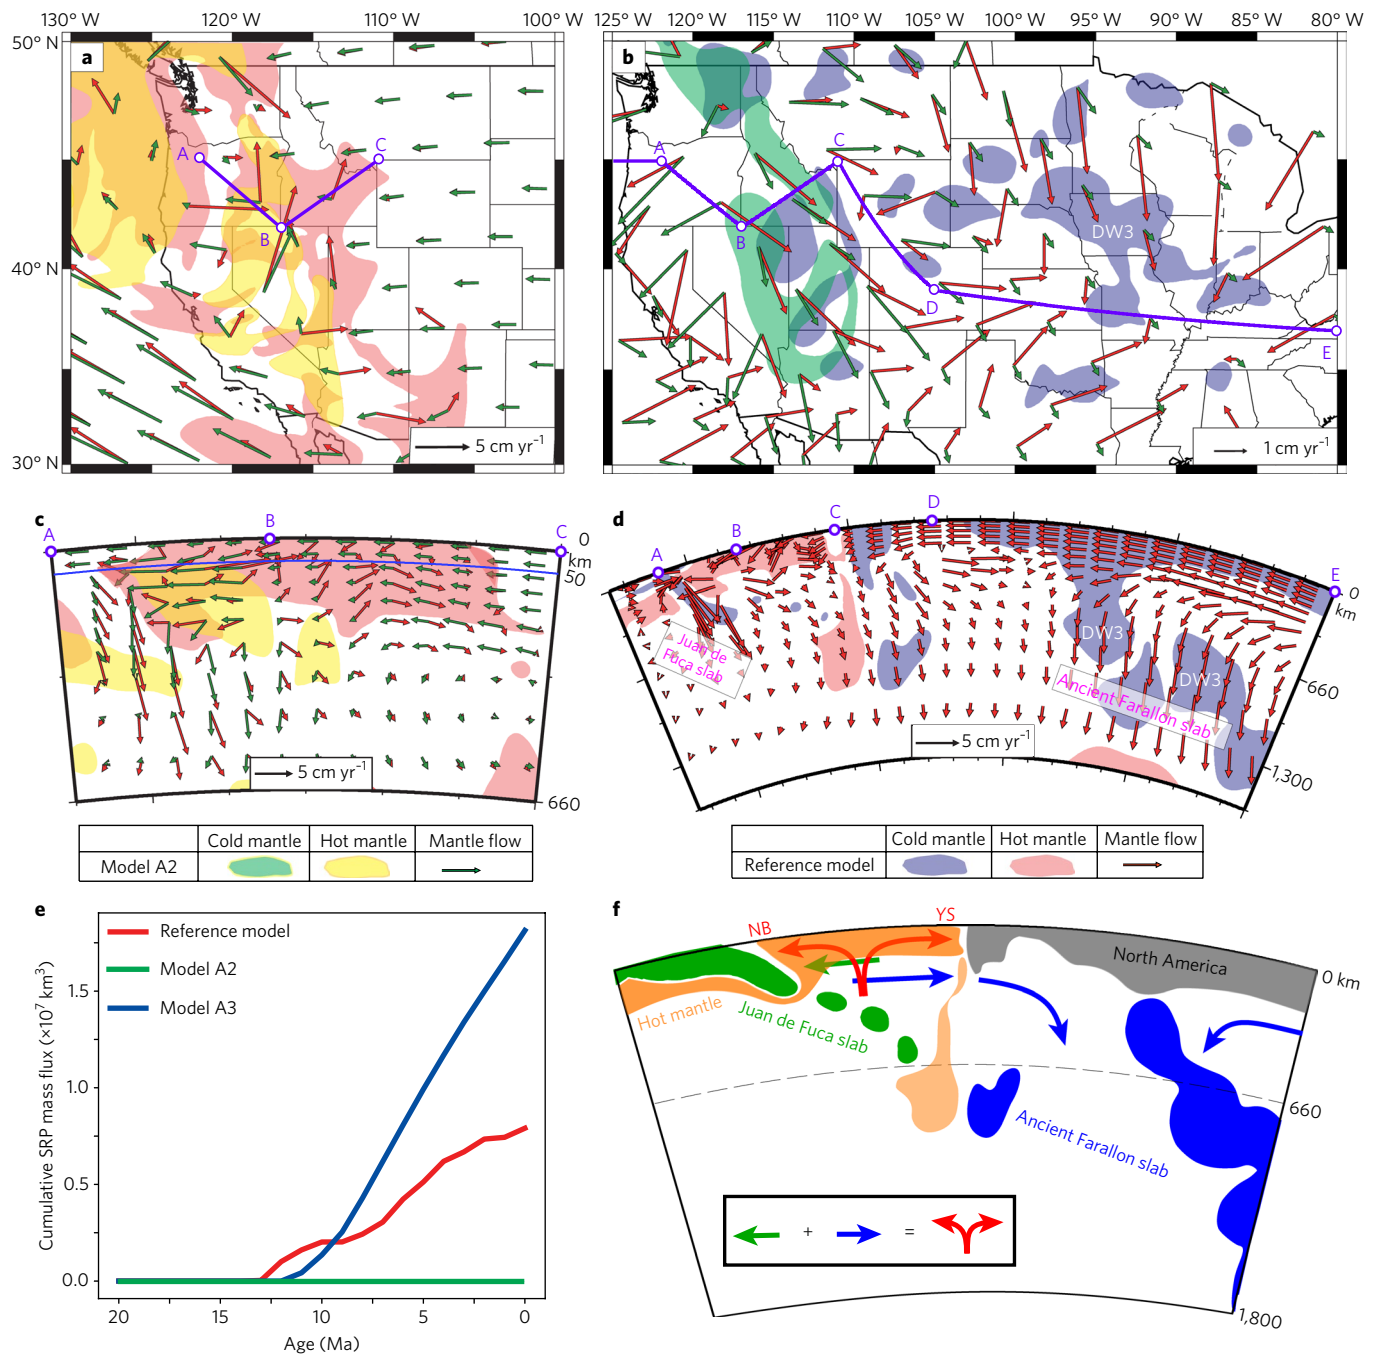 130° W 120° W 110° W 100° W
125° W 120° W 115° W 110° W 105° W 100° W 95° W 90° W 85° W 80° W
50° N
40° N
30° N
a
A
B
C
5 cm yr⁻¹
b
A
B
C
D
E
DW3
1 cm yr⁻¹
c
A
B
C
0
km
50
660
5 cm yr⁻¹
d
A
B
C
D
E
0
km
660
1,300
Juan de
Fuca slab
DW3
DW3
Ancient Farallon slab
5 cm yr⁻¹
Cold mantle Hot mantle Mantle flow
Model A2
Cold mantle Hot mantle Mantle flow
Reference model
e
Reference model
Model A2
Model A3
Cumulative SRP mass flux (×10⁷ km³)
1.5
1.0
0.5
0.0
20 15 10 5 0
Age (Ma)
f
NB
YS
North America
0 km
Hot mantle
Juan de Fuca slab
660
Ancient Farallon slab
+ =
1,800